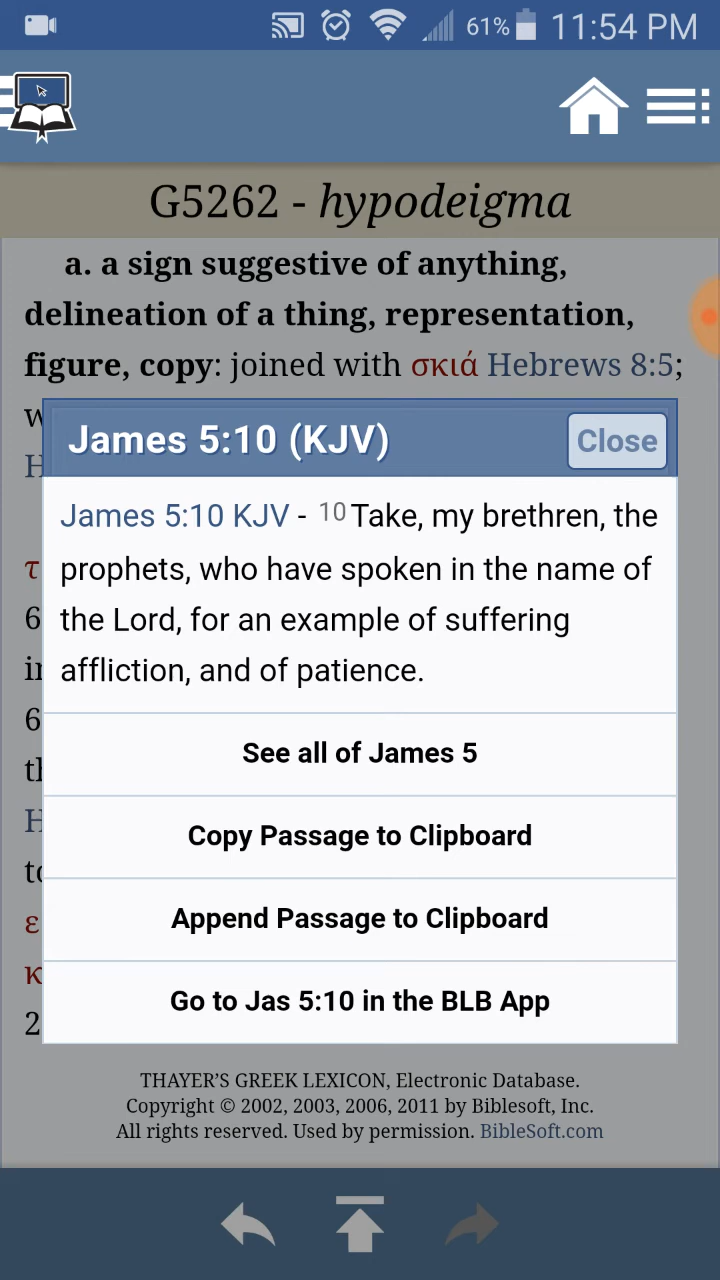 61% 11:54 PM
G5262 - hypodeigma
a. a sign suggestive of anything,
delineation of a thing, representation,
figure, copy: joined with σκιά Hebrews 8:5;
James 5:10 (KJV) Close
James 5:10 KJV - 10 Take, my brethren, the
prophets, who have spoken in the name of
the Lord, for an example of suffering
affliction, and of patience.
See all of James 5
Copy Passage to Clipboard
Append Passage to Clipboard
Go to Jas 5:10 in the BLB App
THAYER’S GREEK LEXICON, Electronic Database.
Copyright © 2002, 2003, 2006, 2011 by Biblesoft, Inc.
All rights reserved. Used by permission. BibleSoft.com